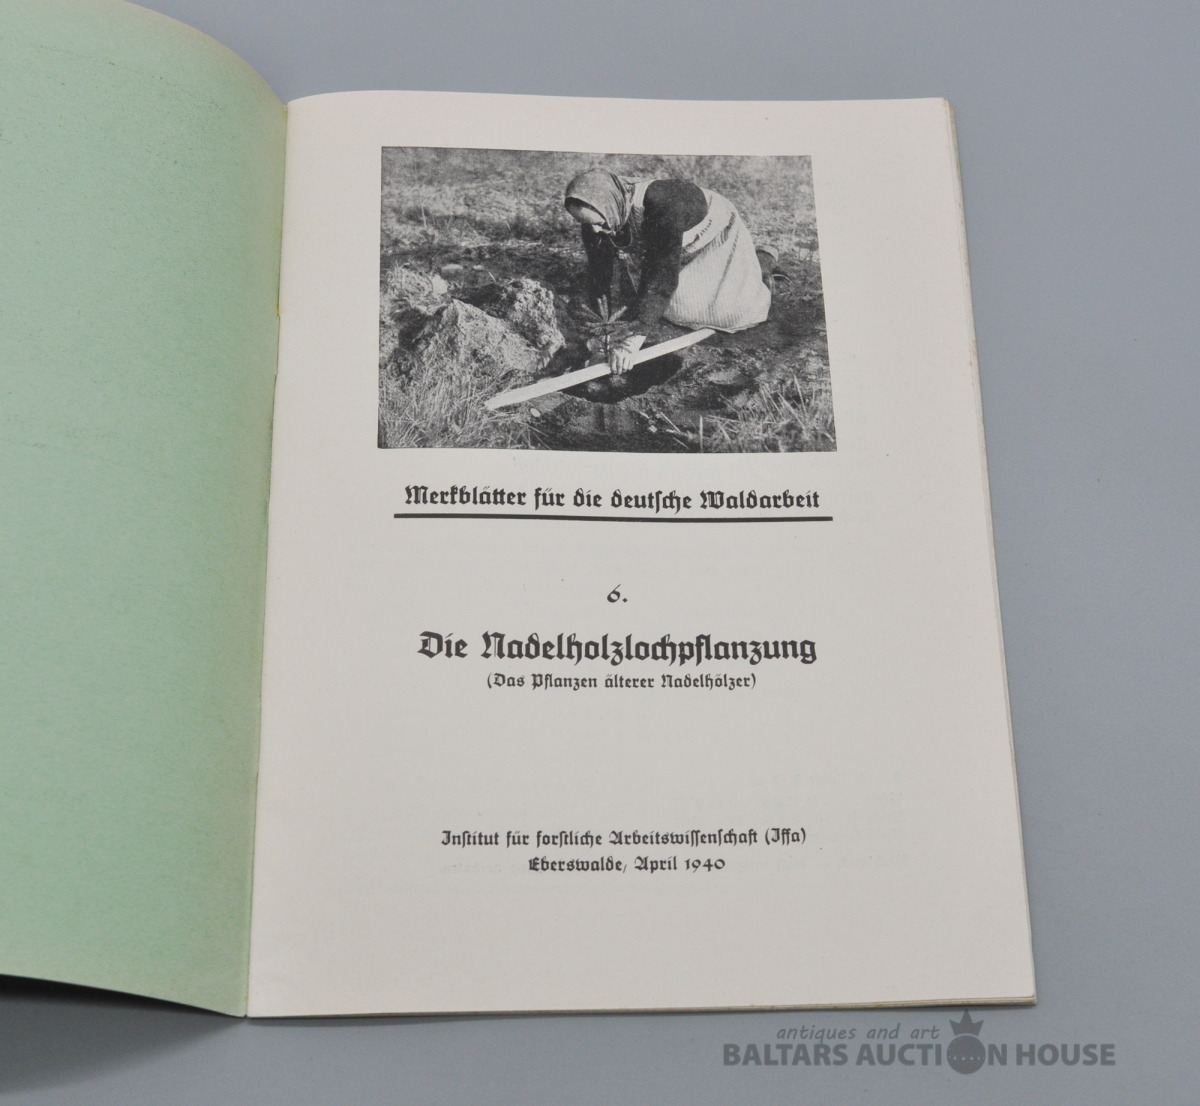 Merkblätter für die deutsche Waldarbeit
6.
Die Nadelholzlochpflanzung
(Das Pflanzen älterer Nadelhölzer)
Institut für forstliche Arbeitswissenschaft (Iffa)
Eberswalde, April 1940
antiques and art
BALTARS AUCTION HOUSE